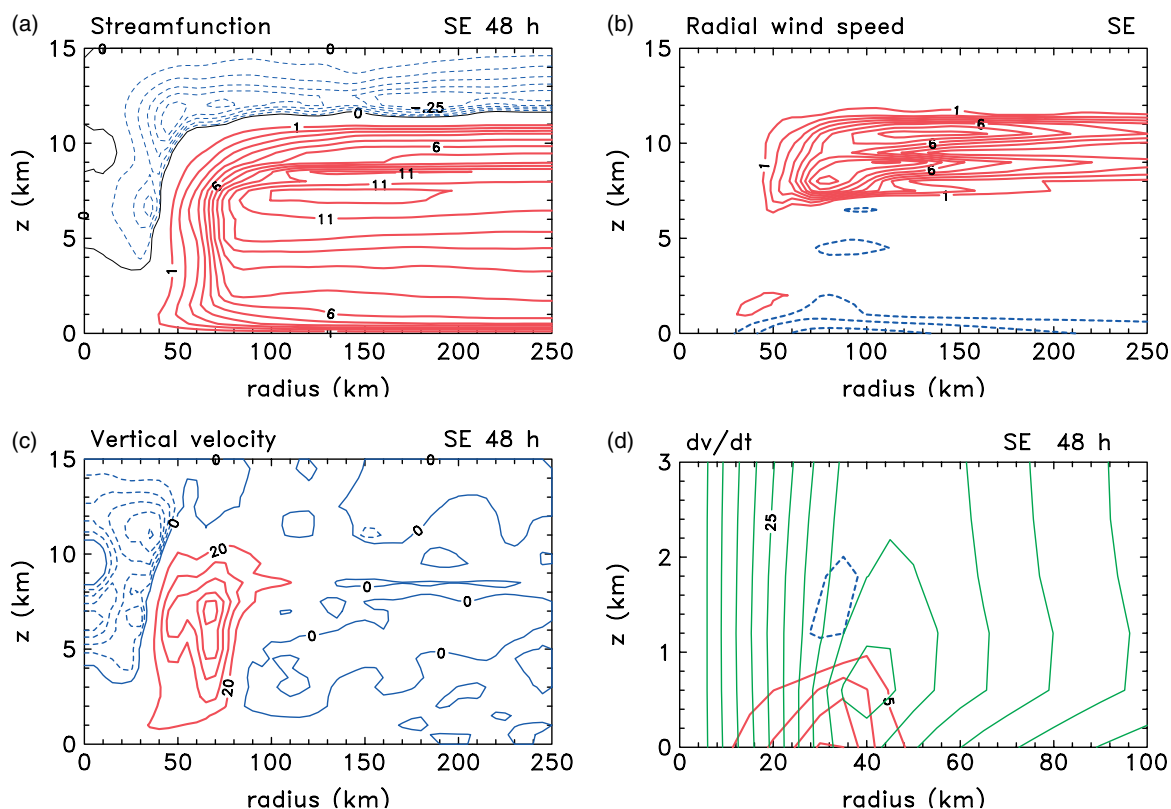 (a) Streamfunction SE 48 h
15
10
5
0
z (km)
0 0 0 -.25 0 1 6 11 11 6 1 6
0 50 100 150 200 250
radius (km)
(b) Radial wind speed SE
15
10
5
0
z (km)
1 6 6 6 1 1
0 50 100 150 200 250
radius (km)
(c) Vertical velocity SE 48 h
15
10
5
0
z (km)
0 0 0 0 20 0 0 0 0 20
0 50 100 150 200 250
radius (km)
(d) dv/dt SE 48 h
3
2
1
0
z (km)
25 5
0 20 40 60 80 100
radius (km)